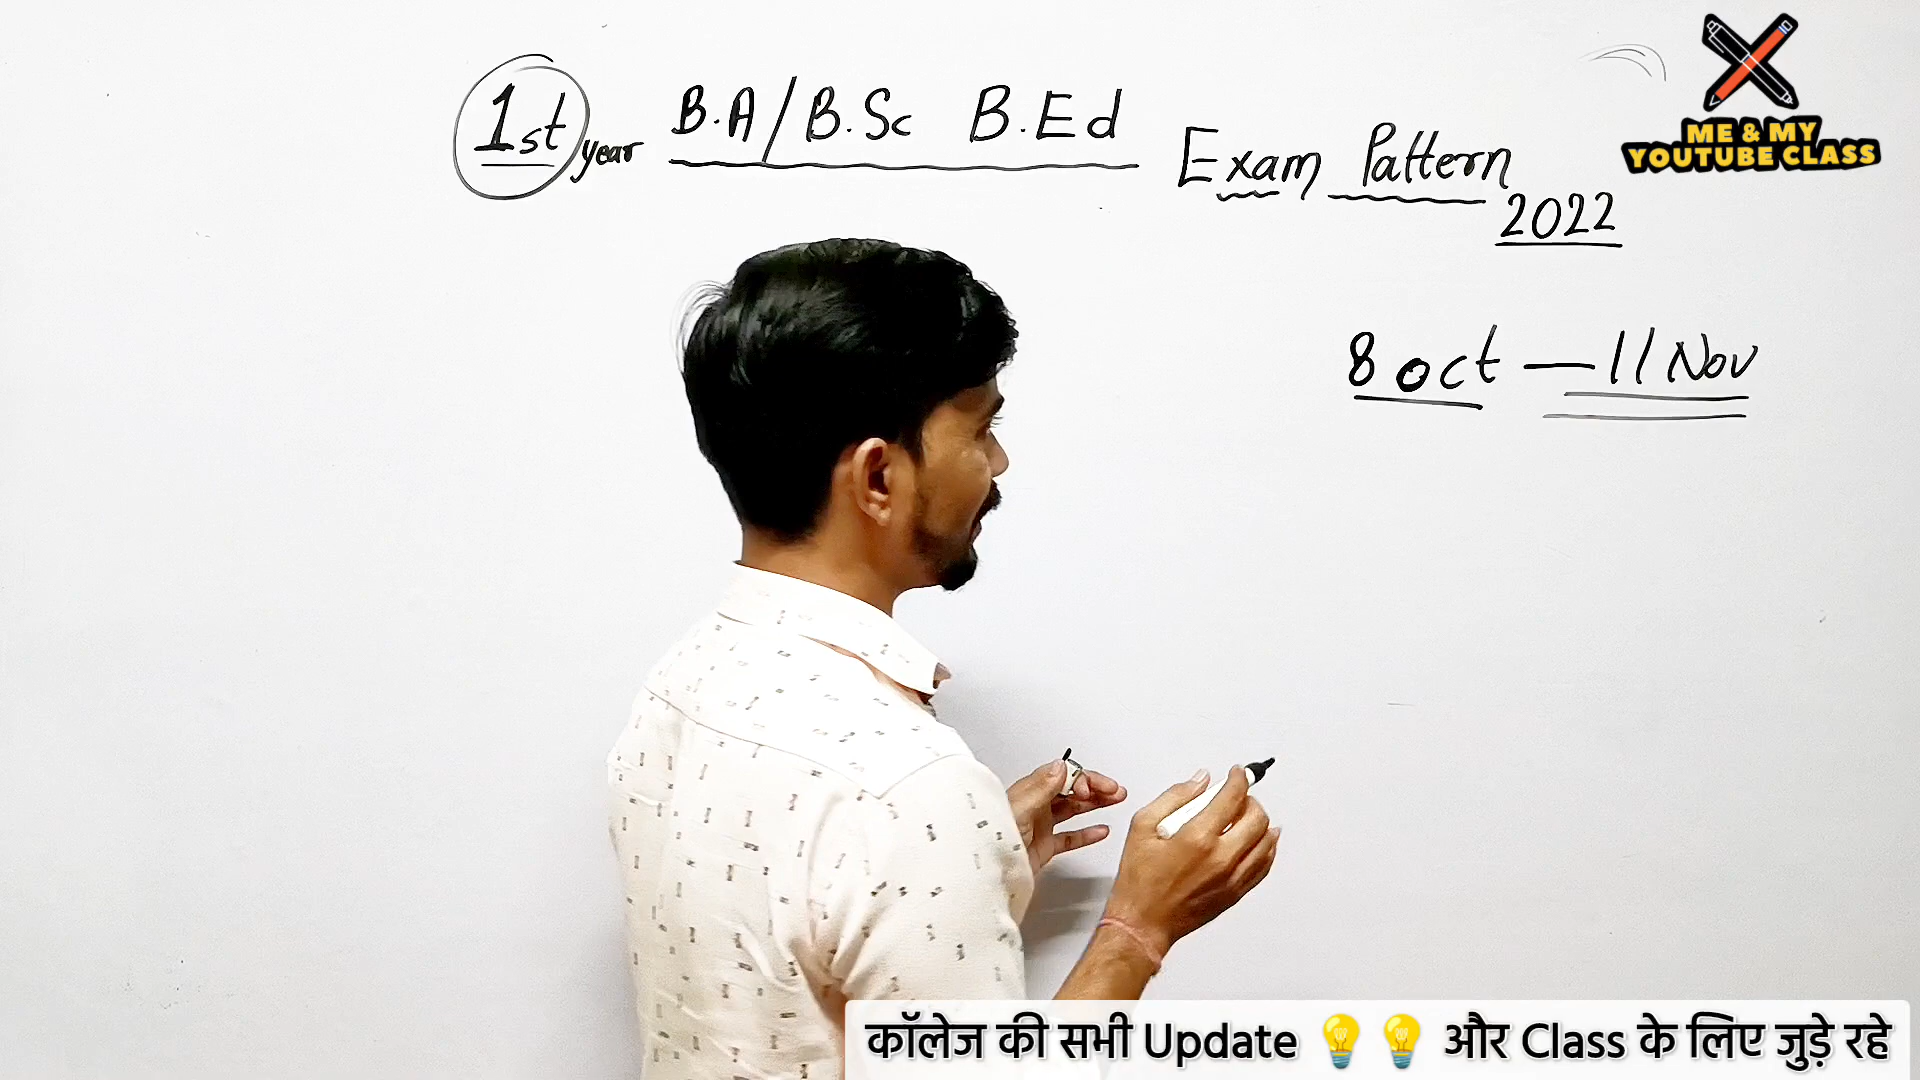 1st year B.A/B.Sc B.Ed Exam Pattern
2022
8 oct — 11 Nov
ME & MY
YOUTUBE CLASS
कॉलेज की सभी Update 💡💡 और Class के लिए जुड़े रहे